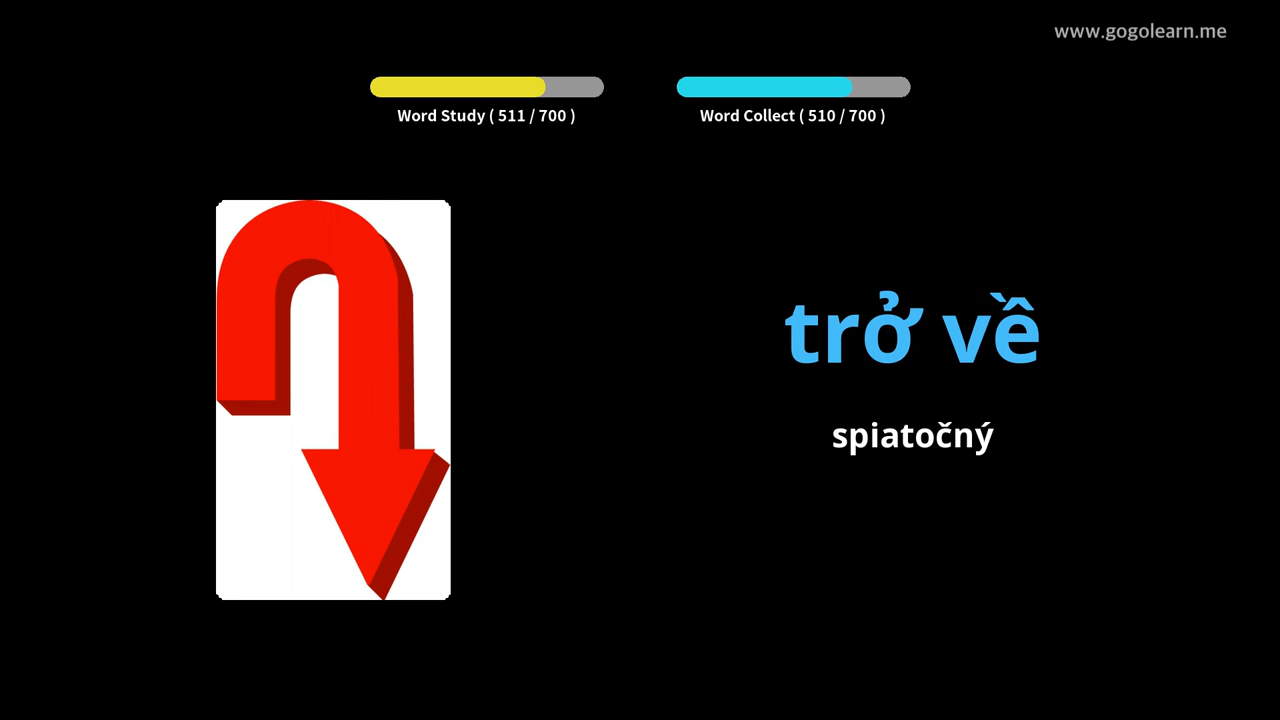 www.gogolearn.me
Word Study ( 511 / 700 )
Word Collect ( 510 / 700 )
trở về
spiatočný